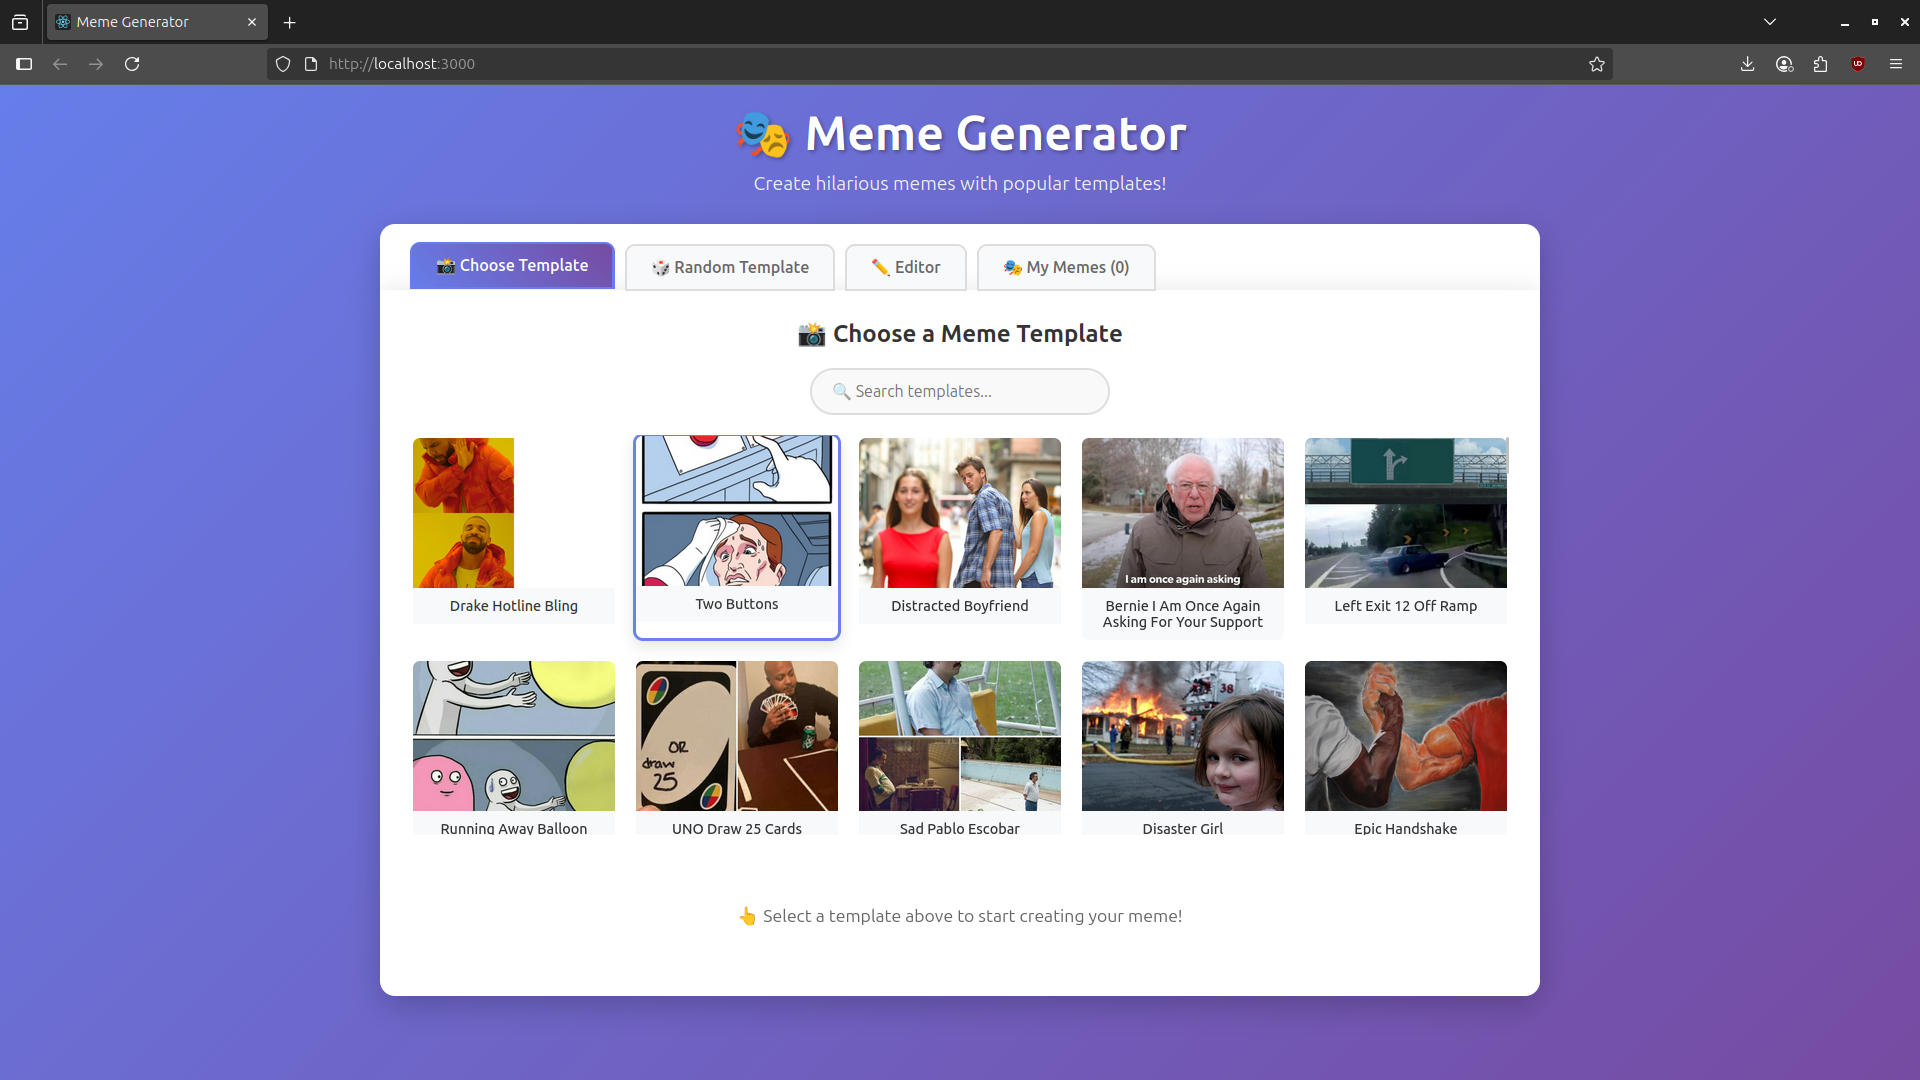 Meme Generator
http://localhost:3000
🎭 Meme Generator
Create hilarious memes with popular templates!
📸 Choose Template
🎲 Random Template
✏️ Editor
🎭 My Memes (0)
📸 Choose a Meme Template
🔍 Search templates...
I am once again asking
Drake Hotline Bling
Two Buttons
Distracted Boyfriend
Bernie I Am Once Again
Asking For Your Support
Left Exit 12 Off Ramp
OR
draw
25
38
Running Away Balloon
UNO Draw 25 Cards
Sad Pablo Escobar
Disaster Girl
Epic Handshake
👆 Select a template above to start creating your meme!